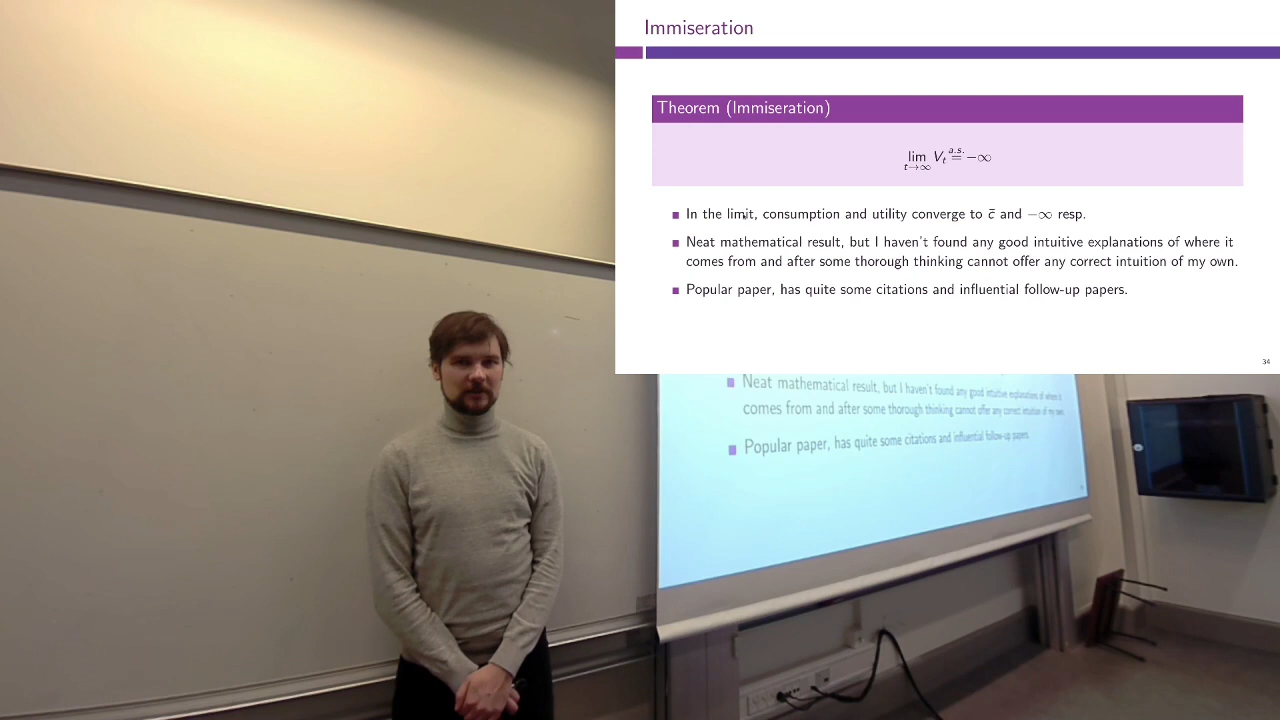 Immiseration
Theorem (Immiseration)
lim V_t a.s. = −∞
t→∞
In the limit, consumption and utility converge to c̄ and −∞ resp.
Neat mathematical result, but I haven't found any good intuitive explanations of where it
comes from and after some thorough thinking cannot offer any correct intuition of my own.
Popular paper, has quite some citations and influential follow-up papers.
34
Neat mathematical result, but I haven't found any good intuitive explanations of where it
comes from and after some thorough thinking cannot offer any correct intuition of my own.
Popular paper, has quite some citations and influential follow-up papers.